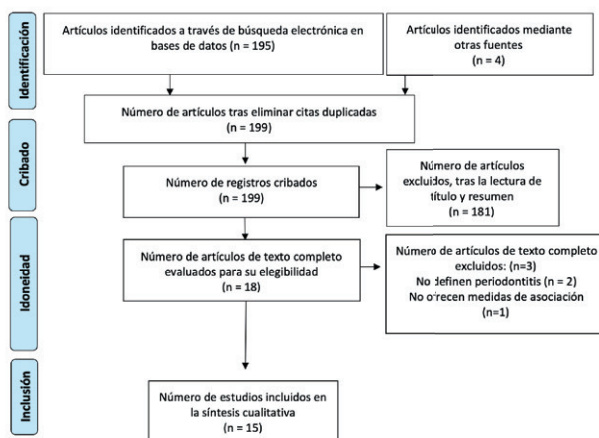 Identificación
Artículos identificados a través de búsqueda electrónica en
bases de datos (n = 195)
Artículos identificados mediante
otras fuentes
(n = 4)
Número de artículos tras eliminar citas duplicadas
(n = 199)
Cribado
Número de registros cribados
(n = 199)
Número de artículos
excluidos, tras la lectura de
título y resumen
(n = 181)
Idoneidad
Número de artículos de texto completo
evaluados para su elegibilidad
(n = 18)
Número de artículos de texto completo
excluidos: (n=3)
No definen periodontitis (n = 2)
No ofrecen medidas de asociación
(n=1)
Inclusión
Número de estudios incluidos en
la síntesis cualitativa
(n = 15)